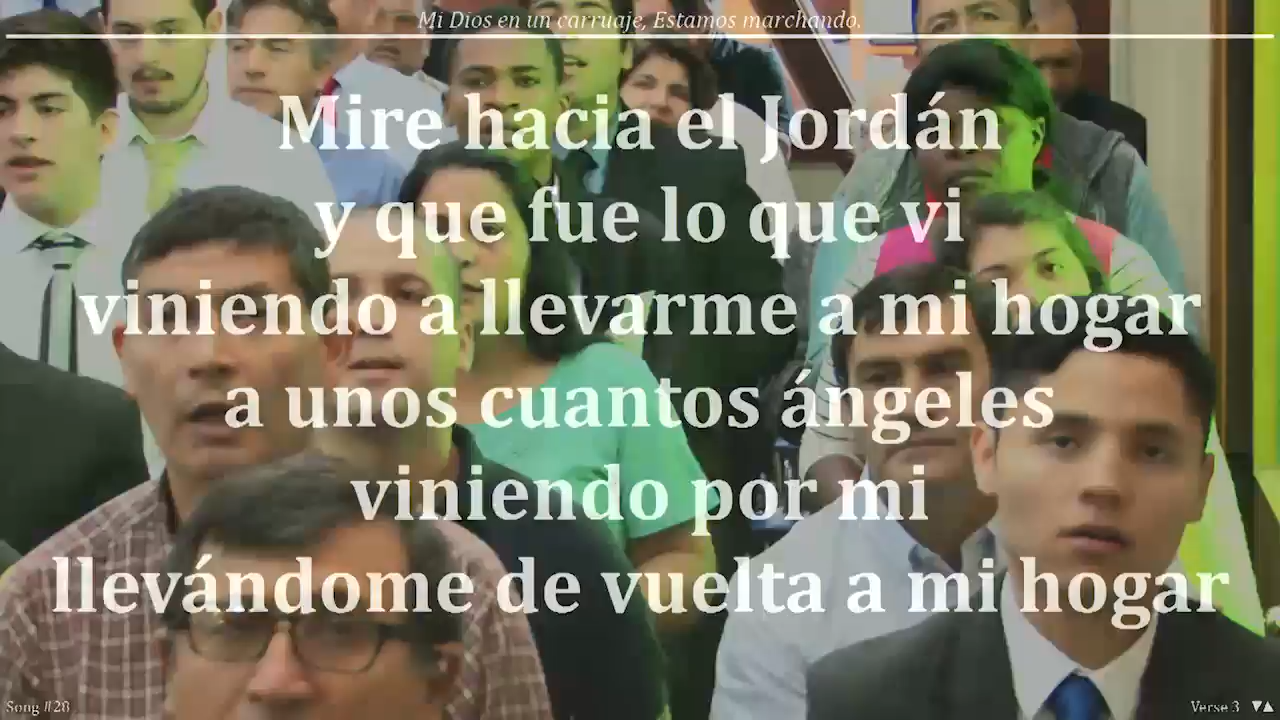 Mi Dios en un carruaje, Estamos marchando.
Mire hacia el Jordán
y que fue lo que vi
viniendo a llevarme a mi hogar
a unos cuantos ángeles
viniendo por mi
llevándome de vuelta a mi hogar
Song #28
Verse 3 ▼▲